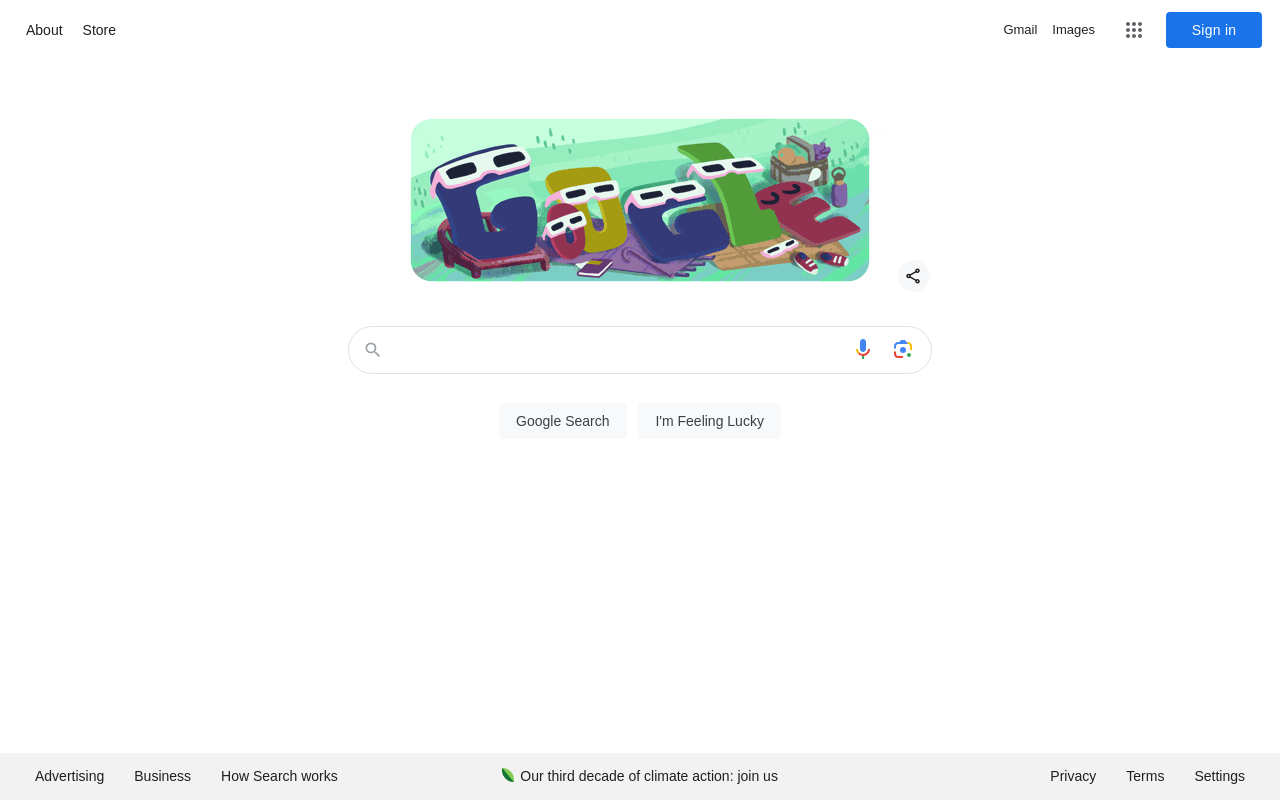 About Store
Gmail Images
Sign in
Google
Google Search
I'm Feeling Lucky
Advertising Business How Search works
Our third decade of climate action: join us
Privacy Terms Settings